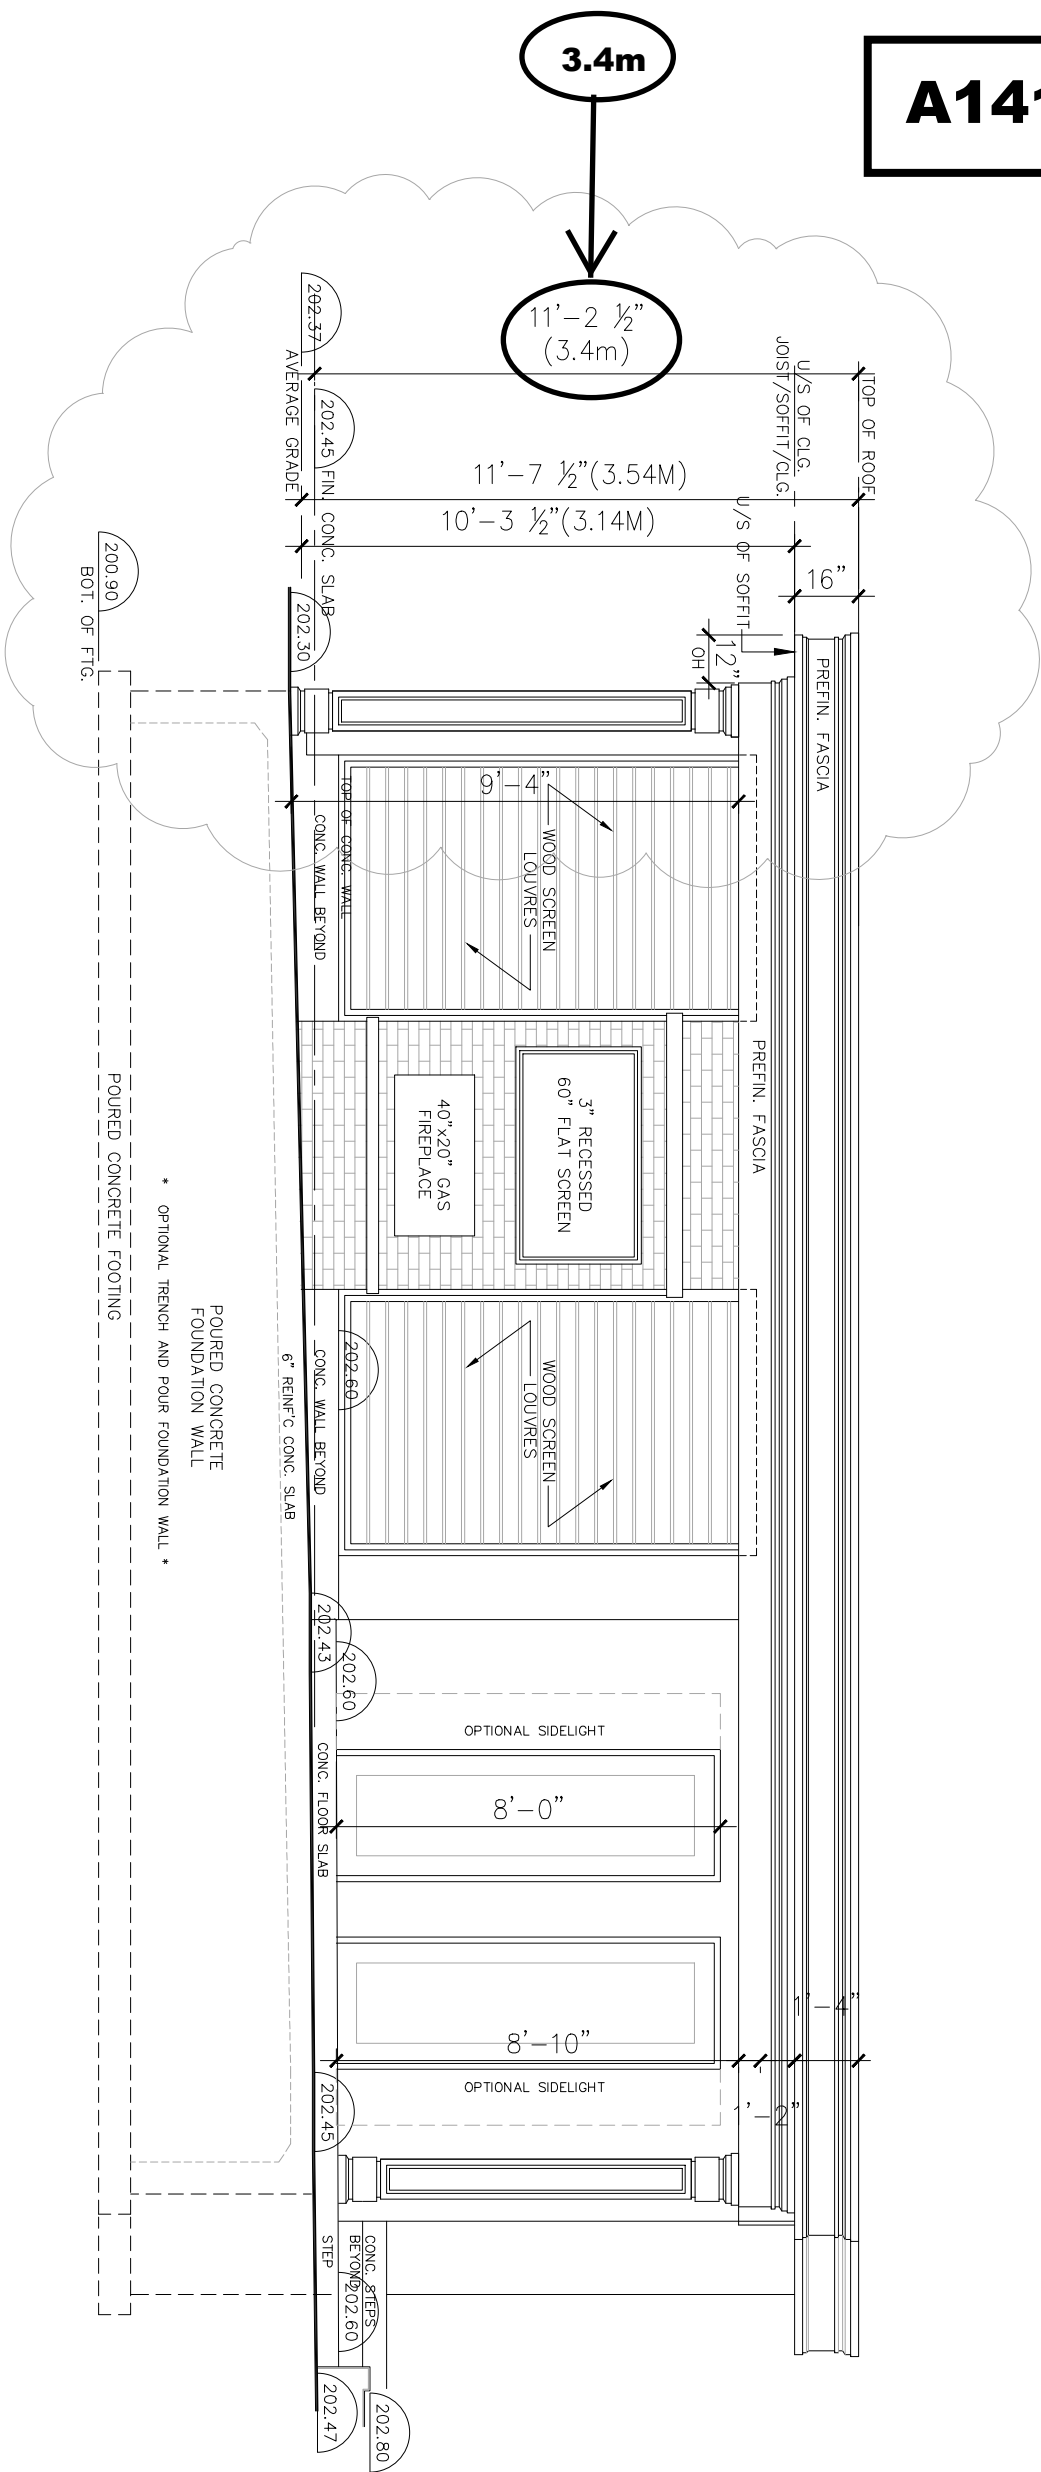 3.4m
A141
11'-2 ½"
(3.4m)
202.37
AVERAGE GRADE
202.45 FIN. CONC. SLAB
11'-7 ½"(3.54M)
10'-3 ½"(3.14M)
TOP OF ROOF
U/S OF CLG.
JOIST/SOFFIT/CLG.
U/S OF SOFFIT
16"
12"
OH
200.90
BOT. OF FTG.
202.30
PREFIN. FASCIA
9'-4"
TOP OF CONC. WALL
CONC. WALL BEYOND
WOOD SCREEN
LOUVRES
PREFIN. FASCIA
3" RECESSED
60" FLAT SCREEN
40"x20" GAS
FIREPLACE
POURED CONCRETE FOOTING
* OPTIONAL TRENCH AND POUR FOUNDATION WALL *
POURED CONCRETE
FOUNDATION WALL
6" REINF'C CONC. SLAB
CONC. WALL BEYOND
202.60
WOOD SCREEN
LOUVRES
202.43
202.60
OPTIONAL SIDELIGHT
8'-0"
CONC. FLOOR SLAB
8'-10"
1'-4"
1'-2"
OPTIONAL SIDELIGHT
202.45
STEP
CONC. STEPS
BEYOND
202.60
202.47
202.80